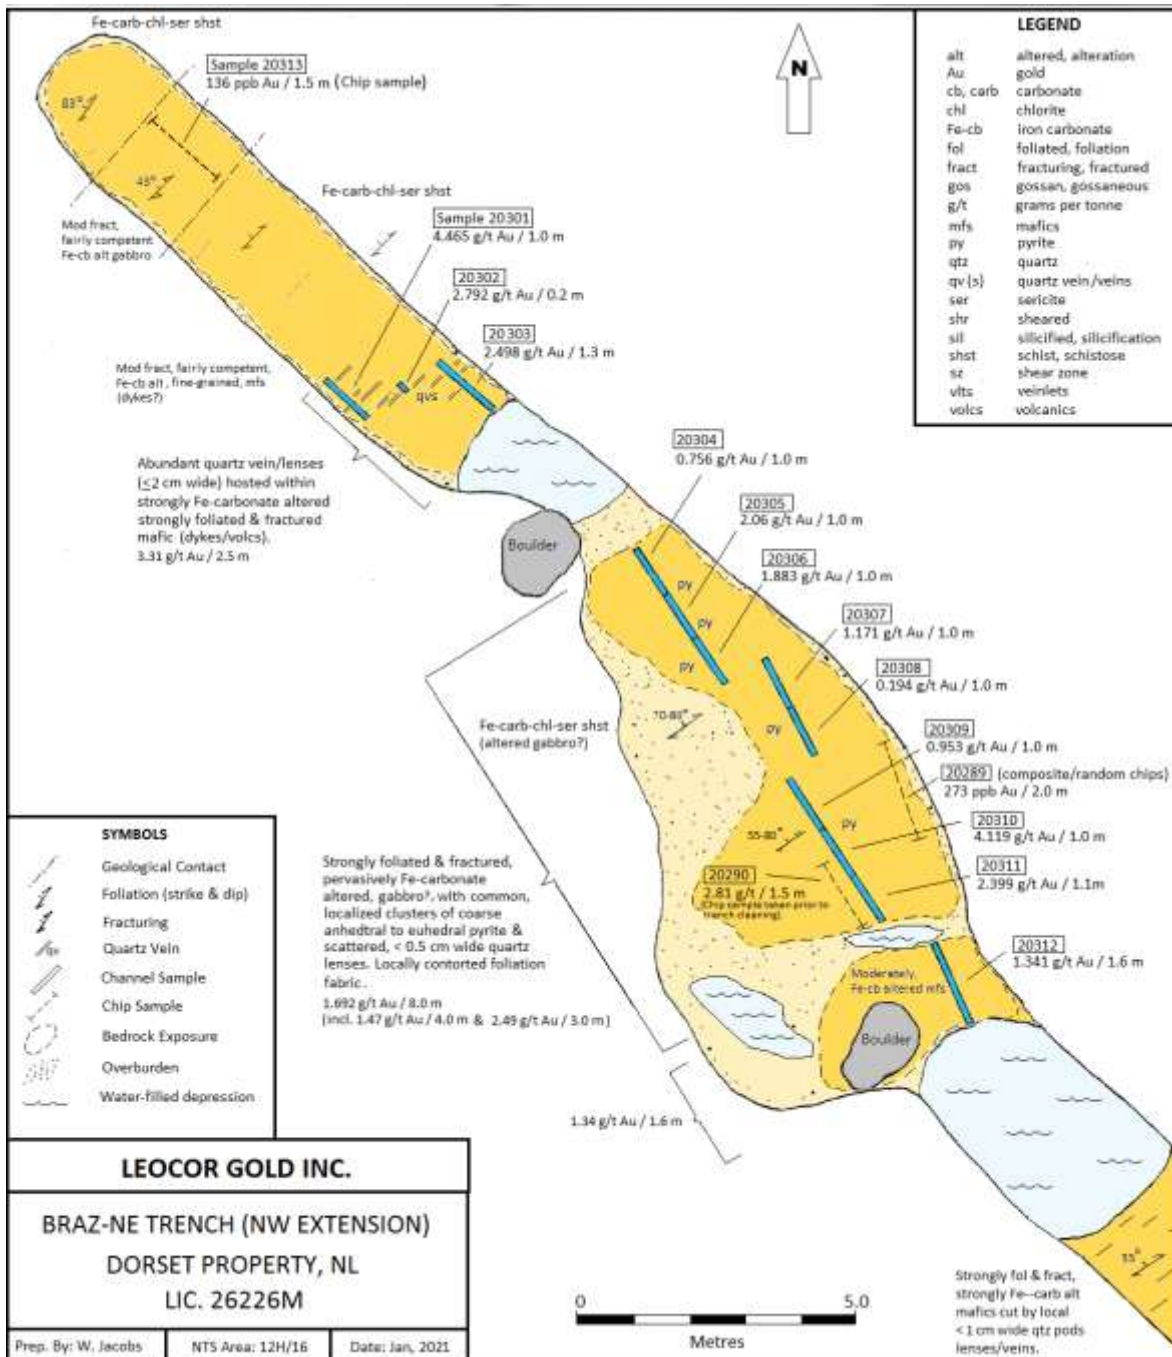 Fe-carb-chl-ser shst
Sample 20313
136 ppb Au / 1.5 m (Chip sample)
83°
43°
Mod fract,
fairly competent
Fe-cb alt gabbro
Fe-carb-chl-ser shst
Sample 20301
4.465 g/t Au / 1.0 m
20302
2.792 g/t Au / 0.2 m
20303
2.498 g/t Au / 1.3 m
Mod fract, fairly competent,
Fe-cb alt, fine-grained, mfs
(dykes?)
qvs
Abundant quartz vein/lenses
(≤2 cm wide) hosted within
strongly Fe-carbonate altered
strongly foliated & fractured
mafic (dykes/volcs).
3.31 g/t Au / 2.5 m
N
LEGEND
alt altered, alteration
Au gold
cb, carb carbonate
chl chlorite
Fe-cb iron carbonate
fol foliated, foliation
fract fracturing, fractured
gos gossan, gossaneous
g/t grams per tonne
mfs mafics
py pyrite
qtz quartz
qv(s) quartz vein/veins
ser sericite
shr sheared
sil silicified, silicification
shst schist, schistose
sz shear zone
vlts veinlets
volcs volcanics
Boulder
20304
0.756 g/t Au / 1.0 m
20305
2.06 g/t Au / 1.0 m
20306
1.883 g/t Au / 1.0 m
py
py
py
20307
1.171 g/t Au / 1.0 m
20308
0.194 g/t Au / 1.0 m
70-80°
py
Fe-carb-chl-ser shst
(altered gabbro?)
20309
0.953 g/t Au / 1.0 m
20289 (composite/random chips)
273 ppb Au / 2.0 m
20310
4.119 g/t Au / 1.0 m
20311
2.399 g/t Au / 1.1m
py
55-80°
20290
2.81 g/t / 1.5 m
(Chip sample taken prior to
trench cleaning)
20312
1.341 g/t Au / 1.6 m
Moderately,
Fe-cb altered mfs
Boulder
Strongly foliated & fractured,
pervasively Fe-carbonate
altered, gabbro?, with common,
localized clusters of coarse
anhedtral to euhedral pyrite &
scattered, < 0.5 cm wide quartz
lenses. Locally contorted foliation
fabric.
1.692 g/t Au / 8.0 m
(incl. 1.47 g/t Au / 4.0 m & 2.49 g/t Au / 3.0 m)
1.34 g/t Au / 1.6 m
SYMBOLS
Geological Contact
Foliation (strike & dip)
Fracturing
qv Quartz Vein
Channel Sample
Chip Sample
Bedrock Exposure
Overburden
Water-filled depression
LEOCOR GOLD INC.
BRAZ-NE TRENCH (NW EXTENSION)
DORSET PROPERTY, NL
LIC. 26226M
Prep. By: W. Jacobs NTS Area: 12H/16 Date: Jan, 2021
0 5.0
Metres
Strongly fol & fract,
strongly Fe--carb alt
mafics cut by local
< 1 cm wide qtz pods
lenses/veins.